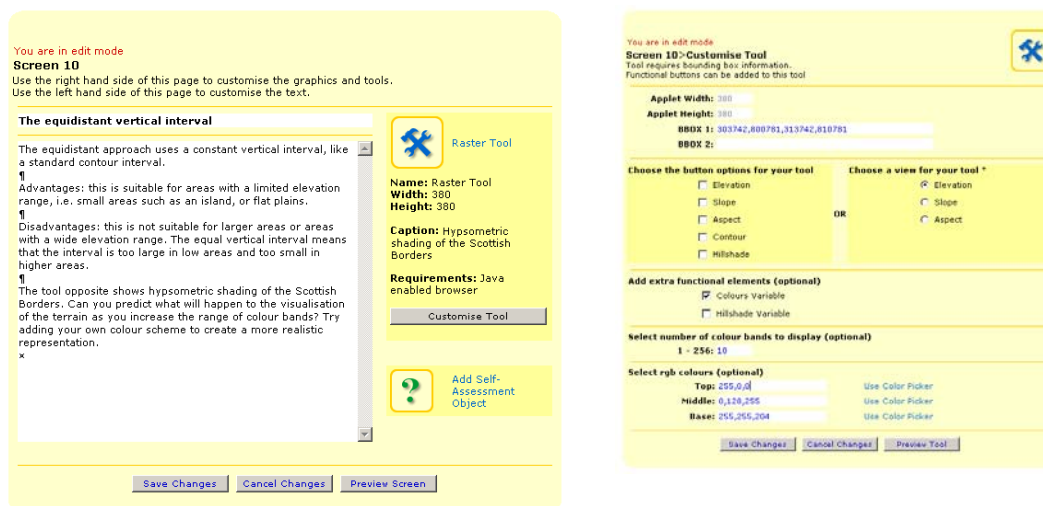 You are in edit mode
Screen 10
Use the right hand side of this page to customise the graphics and tools.
Use the left hand side of this page to customise the text.
The equidistant vertical interval
The equidistant approach uses a constant vertical interval, like
a standard contour interval.
¶
Advantages: this is suitable for areas with a limited elevation
range, i.e. small areas such as an island, or flat plains.
¶
Disadvantages: this is not suitable for larger areas or areas
with a wide elevation range. The equal vertical interval means
that the interval is too large in low areas and too small in
higher areas.
¶
The tool opposite shows hypsometric shading of the Scottish
Borders. Can you predict what will happen to the visualisation
of the terrain as you increase the range of colour bands? Try
adding your own colour scheme to create a more realistic
representation.
×
Raster Tool
Name: Raster Tool
Width: 380
Height: 380
Caption: Hypsometric
shading of the Scottish
Borders
Requirements: Java
enabled browser
Customise Tool
?
Add Self-
Assessment
Object
Save Changes Cancel Changes Preview Screen
You are in edit mode
Screen 10>Customise Tool
Tool requires bounding box information.
Functional buttons can be added to this tool
Applet Width: 380
Applet Height: 380
BBOX 1: 303742,800781,313742,810781
BBOX 2:
Choose the button options for your tool
Elevation
Slope
Aspect
Contour
Hillshade
OR
Choose a view for your tool *
Elevation
Slope
Aspect
Add extra functional elements (optional)
Colours Variable
Hillshade Variable
Select number of colour bands to display (optional)
1 - 256: 10
Select rgb colours (optional)
Top: 255,0,0 Use Color Picker
Middle: 0,128,255 Use Color Picker
Base: 255,255,204 Use Color Picker
Save Changes Cancel Changes Preview Tool